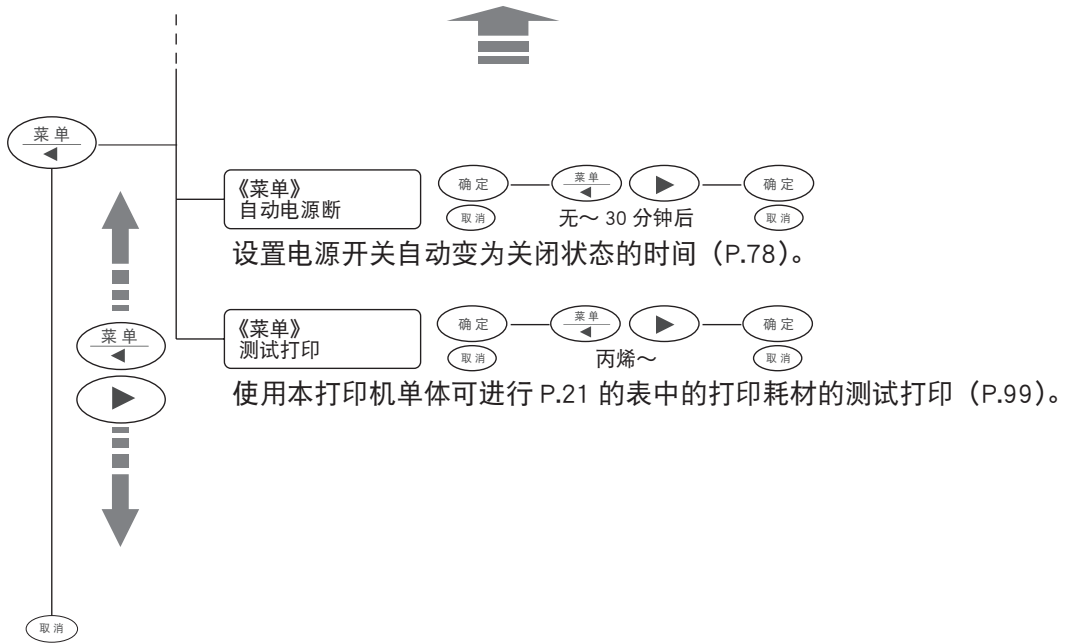 菜单
◀
《菜单》
自动电源断
确定 菜单 ◀ ▶ 确定
取消 无～30 分钟后 取消
设置电源开关自动变为关闭状态的时间（P.78）。
《菜单》
测试打印
确定 菜单 ◀ ▶ 确定
取消 丙烯～ 取消
使用本打印机单体可进行 P.21 的表中的打印耗材的测试打印（P.99）。
菜单
◀
▶
取消